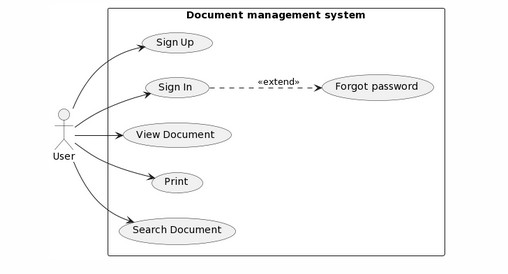 Document management system
Sign Up
Sign In
«extend»
Forgot password
User
View Document
Print
Search Document